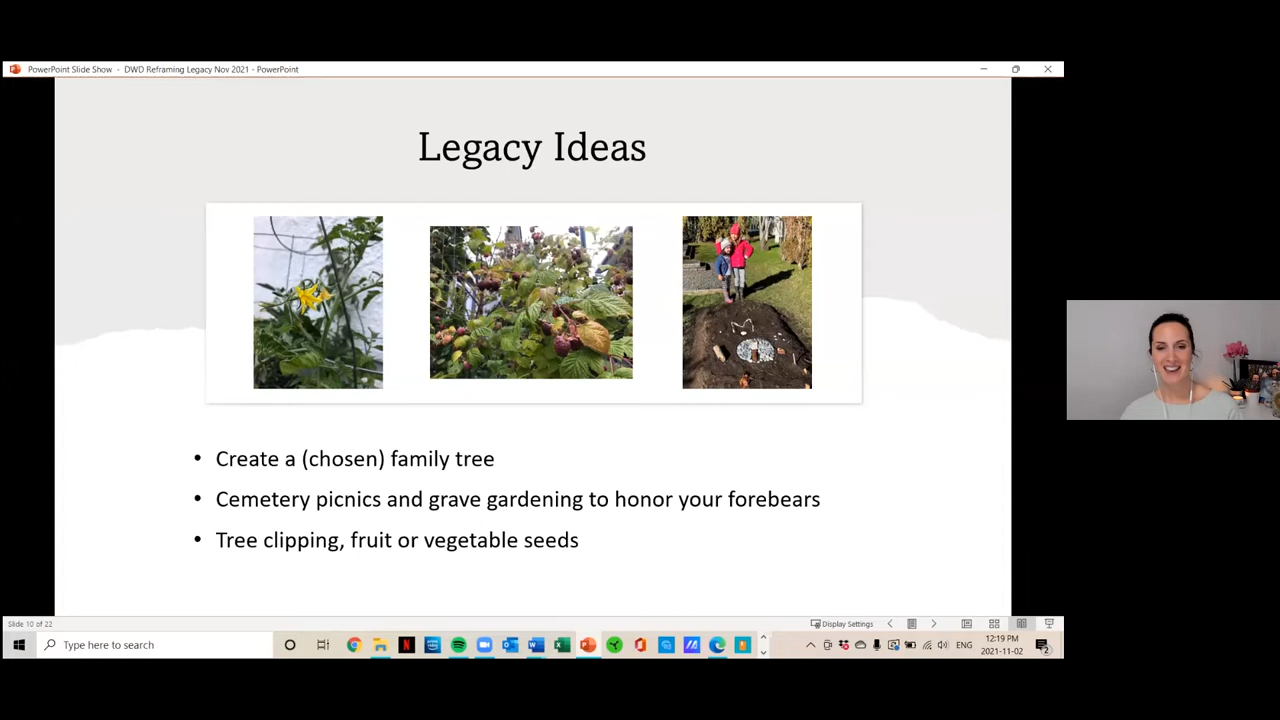 PowerPoint Slide Show - DWD Reframing Legacy Nov 2021 - PowerPoint
Legacy Ideas
• Create a (chosen) family tree
• Cemetery picnics and grave gardening to honor your forebears
• Tree clipping, fruit or vegetable seeds
Slide 10 of 22
Display Settings
Type here to search
ENG
12:19 PM
2021-11-02
2